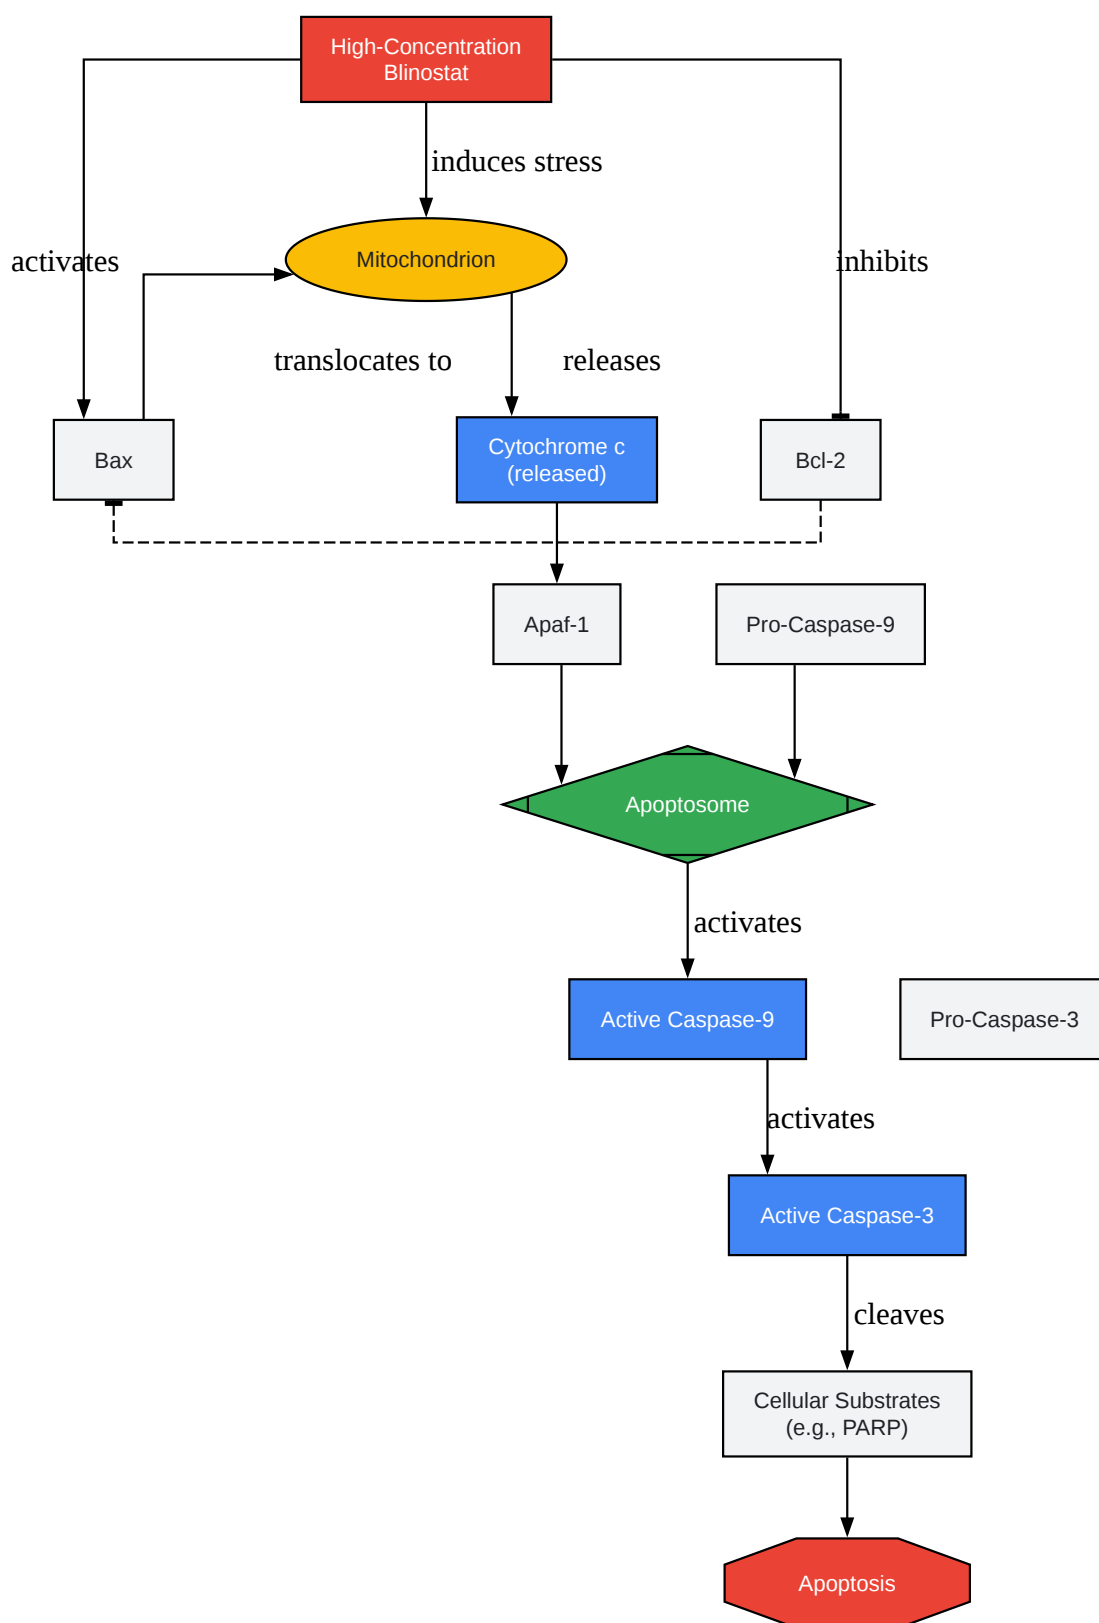 High-Concentration
Blinostat
induces stress
Mitochondrion
activates
inhibits
translocates to
releases
Bax
Cytochrome c
(released)
Bcl-2
Apaf-1
Pro-Caspase-9
Apoptosome
activates
Active Caspase-9
Pro-Caspase-3
activates
Active Caspase-3
cleaves
Cellular Substrates
(e.g., PARP)
Apoptosis